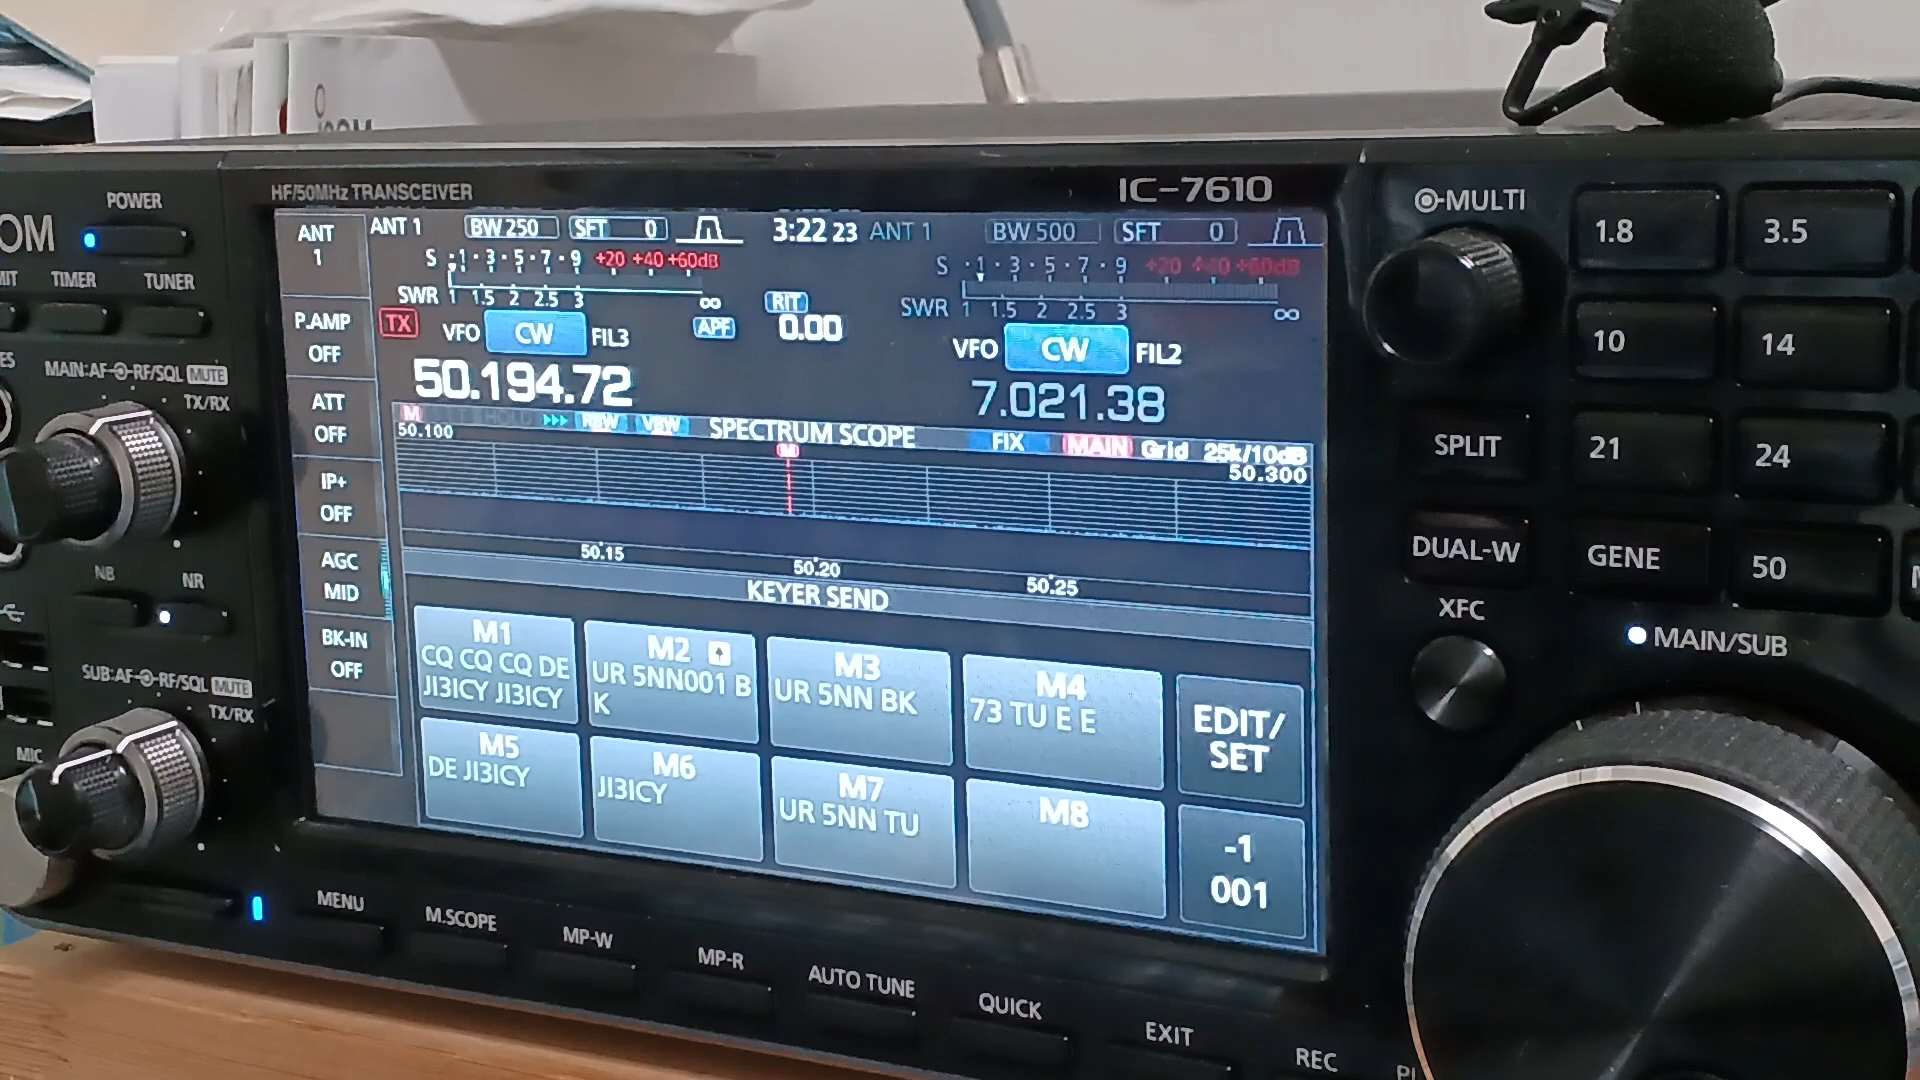 ICOM
HF/50MHz TRANSCEIVER
IC-7610
POWER
TIMER
TUNER
MAIN:AF-RF/SQL MUTE
TX/RX
NB
NR
SUB:AF-RF/SQL MUTE
TX/RX
MIC
ANT
1
P.AMP
OFF
ATT
OFF
IP+
OFF
AGC
MID
BK-IN
OFF
ANT 1
BW 250
SFT 0
3:22 23
ANT 1
BW 500
SFT 0
S 1·3·5·7·9 +20 +40 +60dB
SWR 1 1.5 2 2.5 3 ∞
S ·1·3·5·7·9 +20 +40 +60dB
SWR 1 1.5 2 2.5 3 ∞
TX
VFO CW FIL3
APF
RIT
0.00
VFO CW FIL2
50.194.72
7.021.38
M
HOLD RBW VBW
SPECTRUM SCOPE
FIX MAIN Grid 25k/10dB
50.100
M
50.300
50.15
50.20
50.25
KEYER SEND
M1
CQ CQ CQ DE
JI3ICY JI3ICY
M2
UR 5NN001 B
K
M3
UR 5NN BK
M4
73 TU E E
EDIT/
SET
M5
DE JI3ICY
M6
JI3ICY
M7
UR 5NN TU
M8
-1
001
MENU
M.SCOPE
MP-W
MP-R
AUTO TUNE
QUICK
EXIT
REC
MULTI
1.8
3.5
10
14
SPLIT
21
24
DUAL-W
GENE
50
XFC
MAIN/SUB